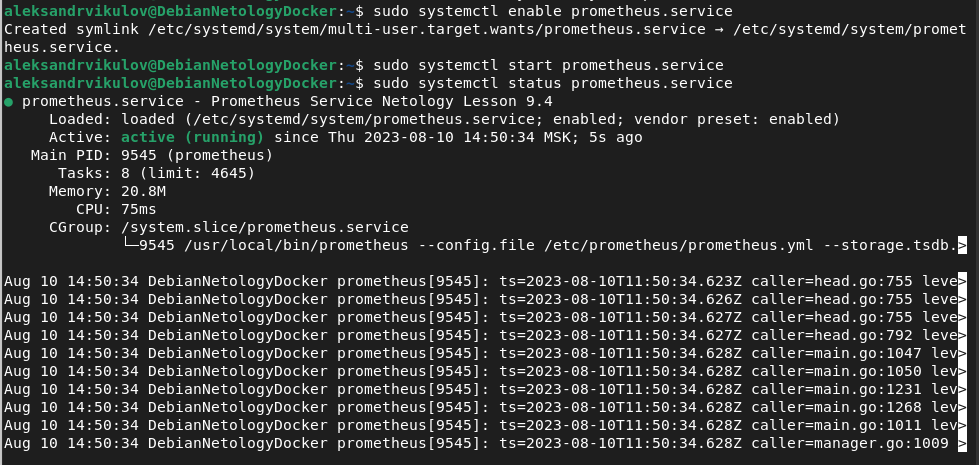 aleksandrvikulov@DebianNetologyDocker:~$ sudo systemctl enable prometheus.service
Created symlink /etc/systemd/system/multi-user.target.wants/prometheus.service → /etc/systemd/system/promet
heus.service.
aleksandrvikulov@DebianNetologyDocker:~$ sudo systemctl start prometheus.service
aleksandrvikulov@DebianNetologyDocker:~$ sudo systemctl status prometheus.service
● prometheus.service - Prometheus Service Netology Lesson 9.4
     Loaded: loaded (/etc/systemd/system/prometheus.service; enabled; vendor preset: enabled)
     Active: active (running) since Thu 2023-08-10 14:50:34 MSK; 5s ago
   Main PID: 9545 (prometheus)
      Tasks: 8 (limit: 4645)
     Memory: 20.8M
        CPU: 75ms
     CGroup: /system.slice/prometheus.service
             └─9545 /usr/local/bin/prometheus --config.file /etc/prometheus/prometheus.yml --storage.tsdb.>
Aug 10 14:50:34 DebianNetologyDocker prometheus[9545]: ts=2023-08-10T11:50:34.623Z caller=head.go:755 leve>
Aug 10 14:50:34 DebianNetologyDocker prometheus[9545]: ts=2023-08-10T11:50:34.626Z caller=head.go:755 leve>
Aug 10 14:50:34 DebianNetologyDocker prometheus[9545]: ts=2023-08-10T11:50:34.627Z caller=head.go:755 leve>
Aug 10 14:50:34 DebianNetologyDocker prometheus[9545]: ts=2023-08-10T11:50:34.627Z caller=head.go:792 leve>
Aug 10 14:50:34 DebianNetologyDocker prometheus[9545]: ts=2023-08-10T11:50:34.628Z caller=main.go:1047 lev>
Aug 10 14:50:34 DebianNetologyDocker prometheus[9545]: ts=2023-08-10T11:50:34.628Z caller=main.go:1050 lev>
Aug 10 14:50:34 DebianNetologyDocker prometheus[9545]: ts=2023-08-10T11:50:34.628Z caller=main.go:1231 lev>
Aug 10 14:50:34 DebianNetologyDocker prometheus[9545]: ts=2023-08-10T11:50:34.628Z caller=main.go:1268 lev>
Aug 10 14:50:34 DebianNetologyDocker prometheus[9545]: ts=2023-08-10T11:50:34.628Z caller=main.go:1011 lev>
Aug 10 14:50:34 DebianNetologyDocker prometheus[9545]: ts=2023-08-10T11:50:34.628Z caller=manager.go:1009 >